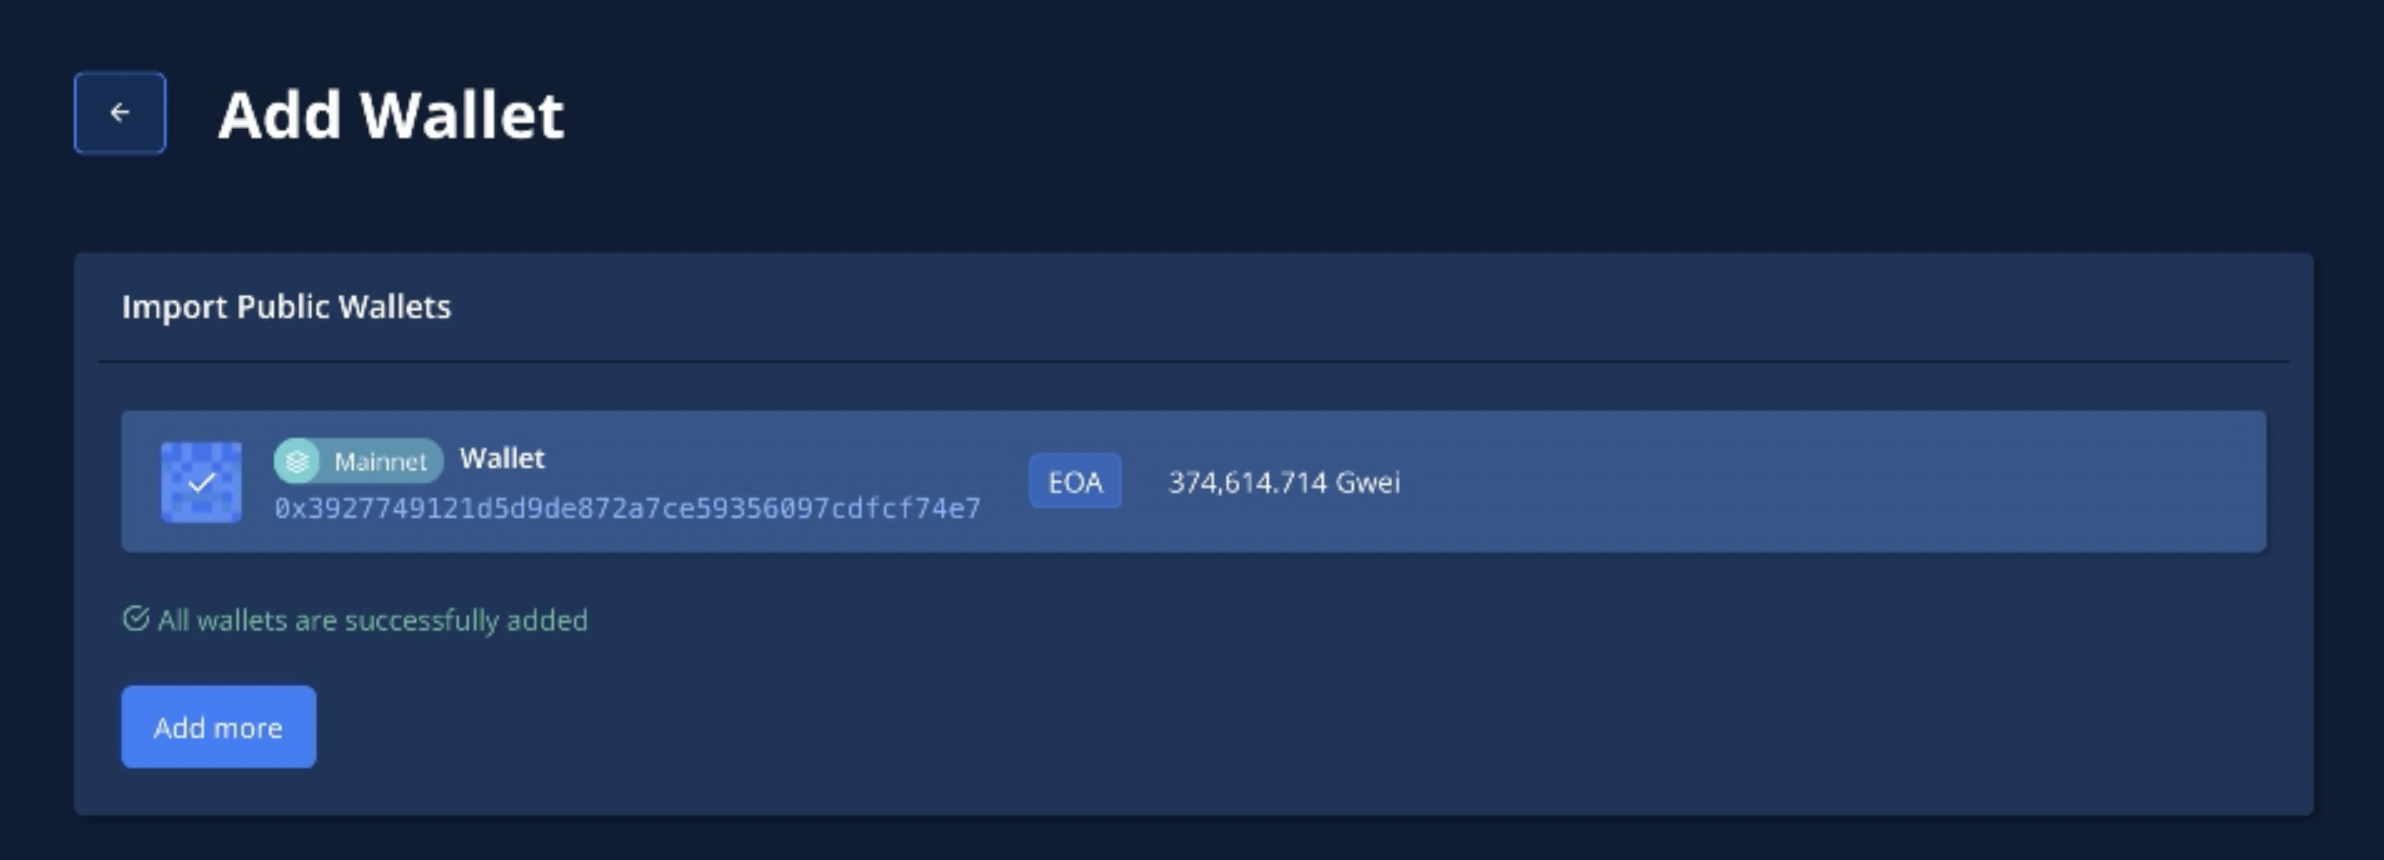 Add Wallet
Import Public Wallets
Mainnet Wallet
0x3927749121d5d9de872a7ce59356097cdfcf74e7
EOA
374,614.714 Gwei
All wallets are successfully added
Add more